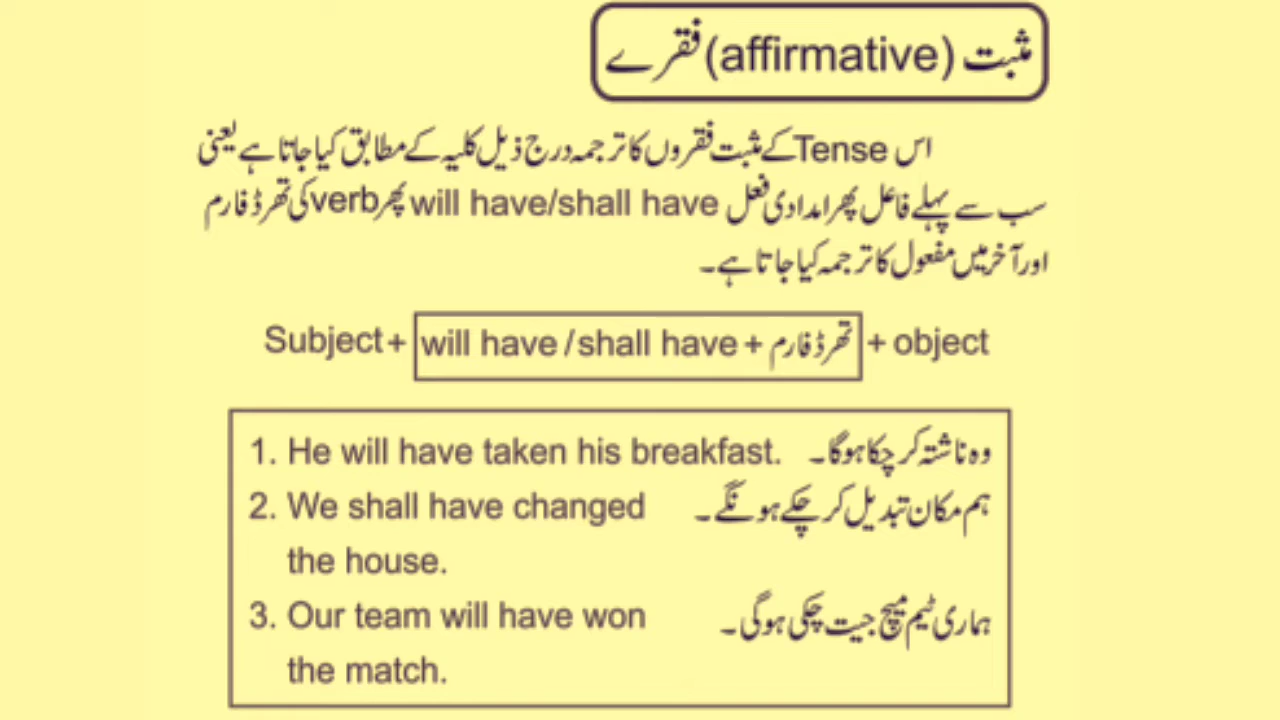 مثبت (affirmative) فقرے
اس Tense کے مثبت فقروں کا ترجمہ درج ذیل کلیہ کے مطابق کیا جاتا ہے یعنی
سب سے پہلے فاعل پھر امدادی فعل will have/shall have پھر verb کی تھرڈ فارم
اور آخر میں مفعول کا ترجمہ کیا جاتا ہے۔
Subject + will have / shall have + تھرڈ فارم + object
1. He will have taken his breakfast. وہ ناشتہ کر چکا ہوگا۔
2. We shall have changed ہم مکان تبدیل کر چکے ہونگے۔
the house.
3. Our team will have won ہماری ٹیم میچ جیت چکی ہوگی۔
the match.